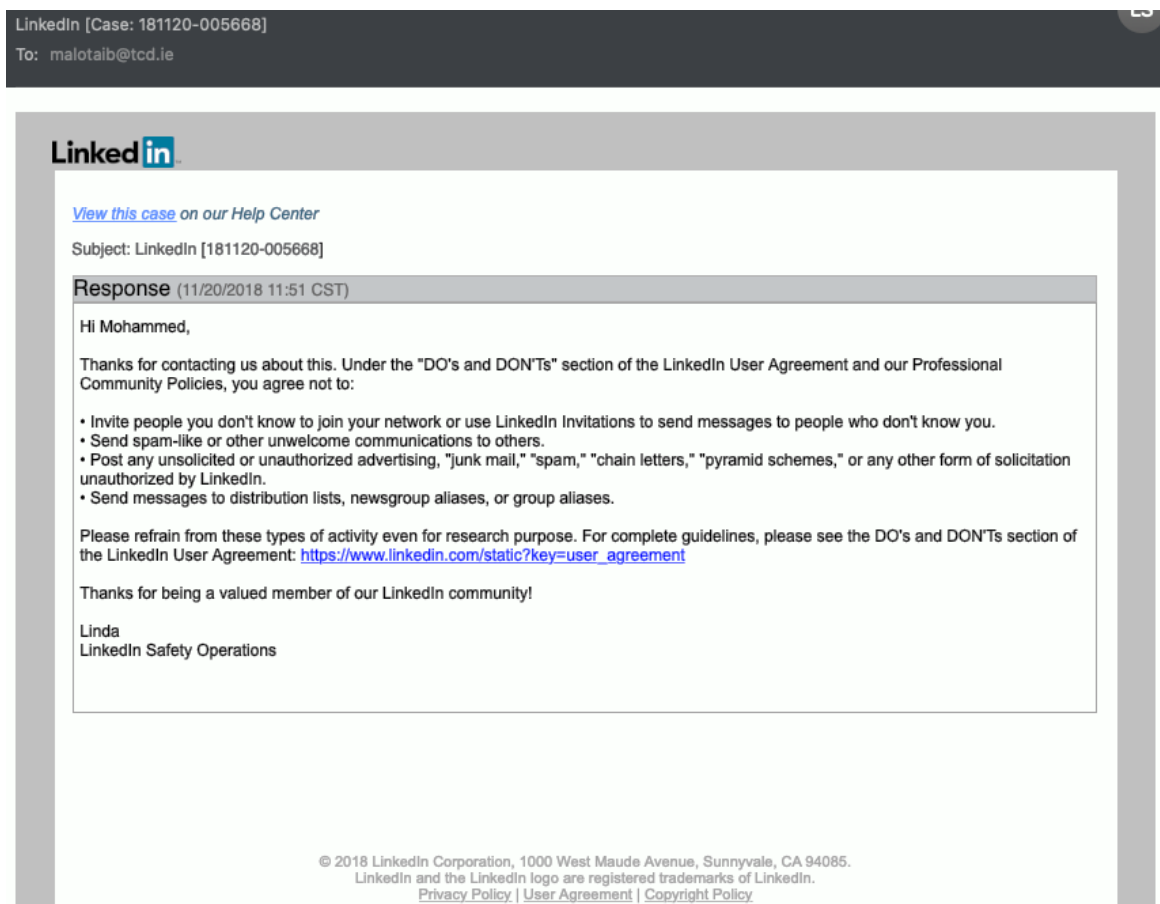 LinkedIn [Case: 181120-005668]
ES
To: malotaib@tcd.ie
Linked in
View this case on our Help Center
Subject: LinkedIn [181120-005668]
Response (11/20/2018 11:51 CST)
Hi Mohammed,
Thanks for contacting us about this. Under the "DO's and DON'Ts" section of the LinkedIn User Agreement and our Professional
Community Policies, you agree not to:
• Invite people you don't know to join your network or use LinkedIn Invitations to send messages to people who don't know you.
• Send spam-like or other unwelcome communications to others.
• Post any unsolicited or unauthorized advertising, "junk mail," "spam," "chain letters," "pyramid schemes," or any other form of solicitation
unauthorized by LinkedIn.
• Send messages to distribution lists, newsgroup aliases, or group aliases.
Please refrain from these types of activity even for research purpose. For complete guidelines, please see the DO's and DON'Ts section of
the LinkedIn User Agreement: https://www.linkedin.com/static?key=user_agreement
Thanks for being a valued member of our LinkedIn community!
Linda
LinkedIn Safety Operations
© 2018 LinkedIn Corporation, 1000 West Maude Avenue, Sunnyvale, CA 94085.
LinkedIn and the LinkedIn logo are registered trademarks of LinkedIn.
Privacy Policy | User Agreement | Copyright Policy